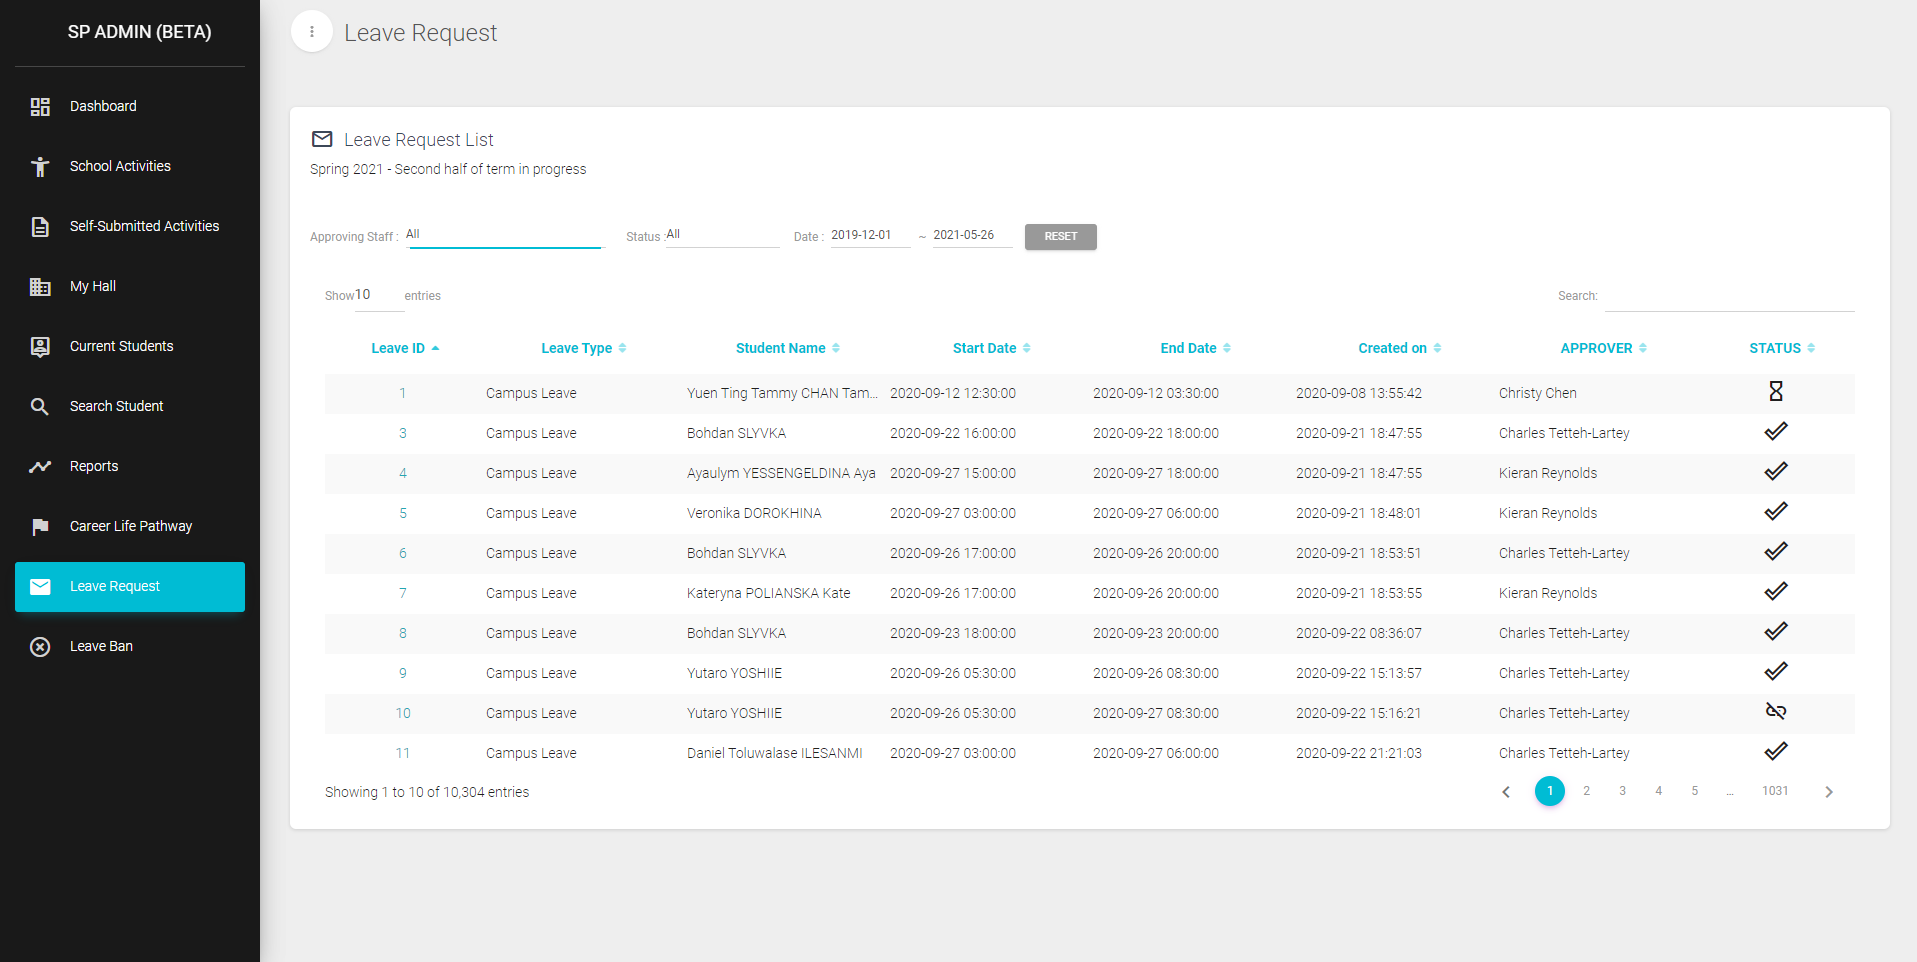 SP ADMIN (BETA)
Dashboard
School Activities
Self-Submitted Activities
My Hall
Current Students
Search Student
Reports
Career Life Pathway
Leave Request
Leave Ban
Leave Request
Leave Request List
Spring 2021 - Second half of term in progress
Approving Staff : All Status : All Date : 2019-12-01 ~ 2021-05-26 RESET
Show 10 entries Search:
Leave ID Leave Type Student Name Start Date End Date Created on APPROVER STATUS
1 Campus Leave Yuen Ting Tammy CHAN Tam... 2020-09-12 12:30:00 2020-09-12 03:30:00 2020-09-08 13:55:42 Christy Chen
3 Campus Leave Bohdan SLYVKA 2020-09-22 16:00:00 2020-09-22 18:00:00 2020-09-21 18:47:55 Charles Tetteh-Lartey
4 Campus Leave Ayaulym YESSENGELDINA Aya 2020-09-27 15:00:00 2020-09-27 18:00:00 2020-09-21 18:47:55 Kieran Reynolds
5 Campus Leave Veronika DOROKHINA 2020-09-27 03:00:00 2020-09-27 06:00:00 2020-09-21 18:48:01 Kieran Reynolds
6 Campus Leave Bohdan SLYVKA 2020-09-26 17:00:00 2020-09-26 20:00:00 2020-09-21 18:53:51 Charles Tetteh-Lartey
7 Campus Leave Kateryna POLIANSKA Kate 2020-09-26 17:00:00 2020-09-26 20:00:00 2020-09-21 18:53:55 Kieran Reynolds
8 Campus Leave Bohdan SLYVKA 2020-09-23 18:00:00 2020-09-23 20:00:00 2020-09-22 08:36:07 Charles Tetteh-Lartey
9 Campus Leave Yutaro YOSHIIE 2020-09-26 05:30:00 2020-09-26 08:30:00 2020-09-22 15:13:57 Charles Tetteh-Lartey
10 Campus Leave Yutaro YOSHIIE 2020-09-26 05:30:00 2020-09-27 08:30:00 2020-09-22 15:16:21 Charles Tetteh-Lartey
11 Campus Leave Daniel Toluwalase ILESANMI 2020-09-27 03:00:00 2020-09-27 06:00:00 2020-09-22 21:21:03 Charles Tetteh-Lartey
Showing 1 to 10 of 10,304 entries 1 2 3 4 5 ... 1031